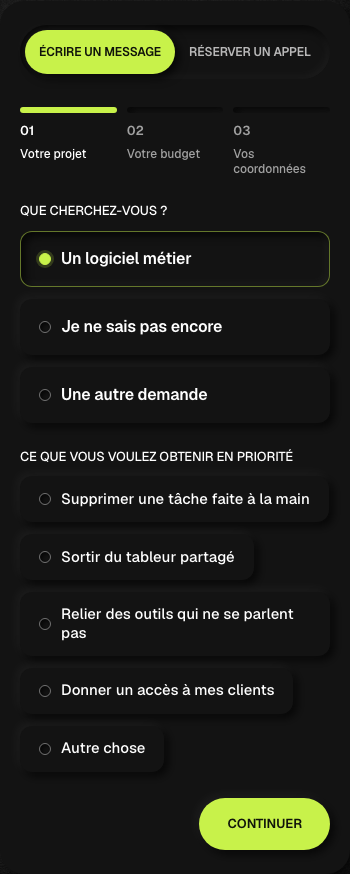 ÉCRIRE UN MESSAGE
RÉSERVER UN APPEL
01
Votre projet
02
Votre budget
03
Vos
coordonnées
QUE CHERCHEZ-VOUS ?
Un logiciel métier
Je ne sais pas encore
Une autre demande
CE QUE VOUS VOULEZ OBTENIR EN PRIORITÉ
Supprimer une tâche faite à la main
Sortir du tableur partagé
Relier des outils qui ne se parlent
pas
Donner un accès à mes clients
Autre chose
CONTINUER